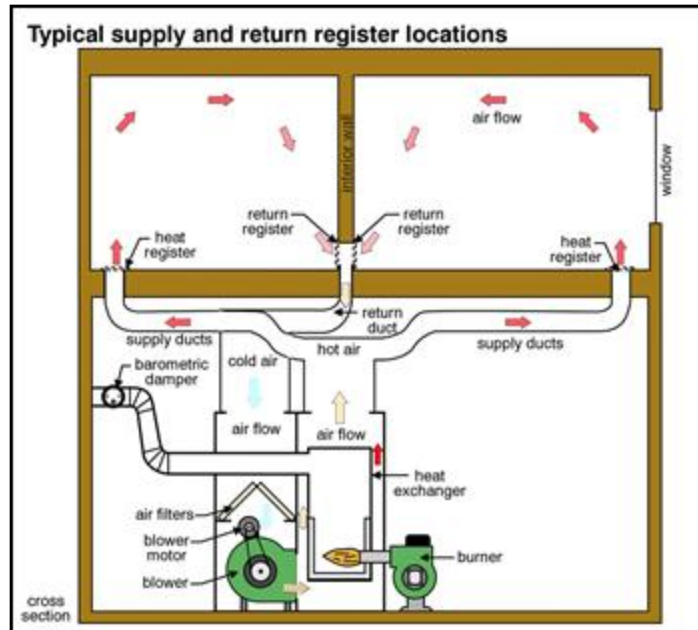 Typical supply and return register locations
air flow
interior wall
window
return
register
return
register
heat
register
heat
register
return
duct
supply ducts
hot air
supply ducts
cold air
barometric
damper
air flow
air flow
heat
exchanger
air filters
blower
motor
burner
blower
cross
section